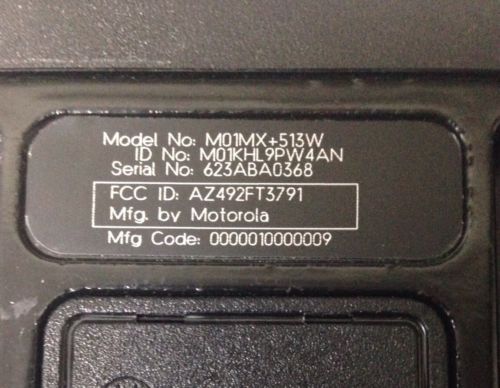 Model No: M01MX+513W
ID No: M01KHL9PW4AN
Serial No: 623ABA0368
FCC ID: AZ492FT3791
Mfg. by Motorola
Mfg Code: 0000010000009